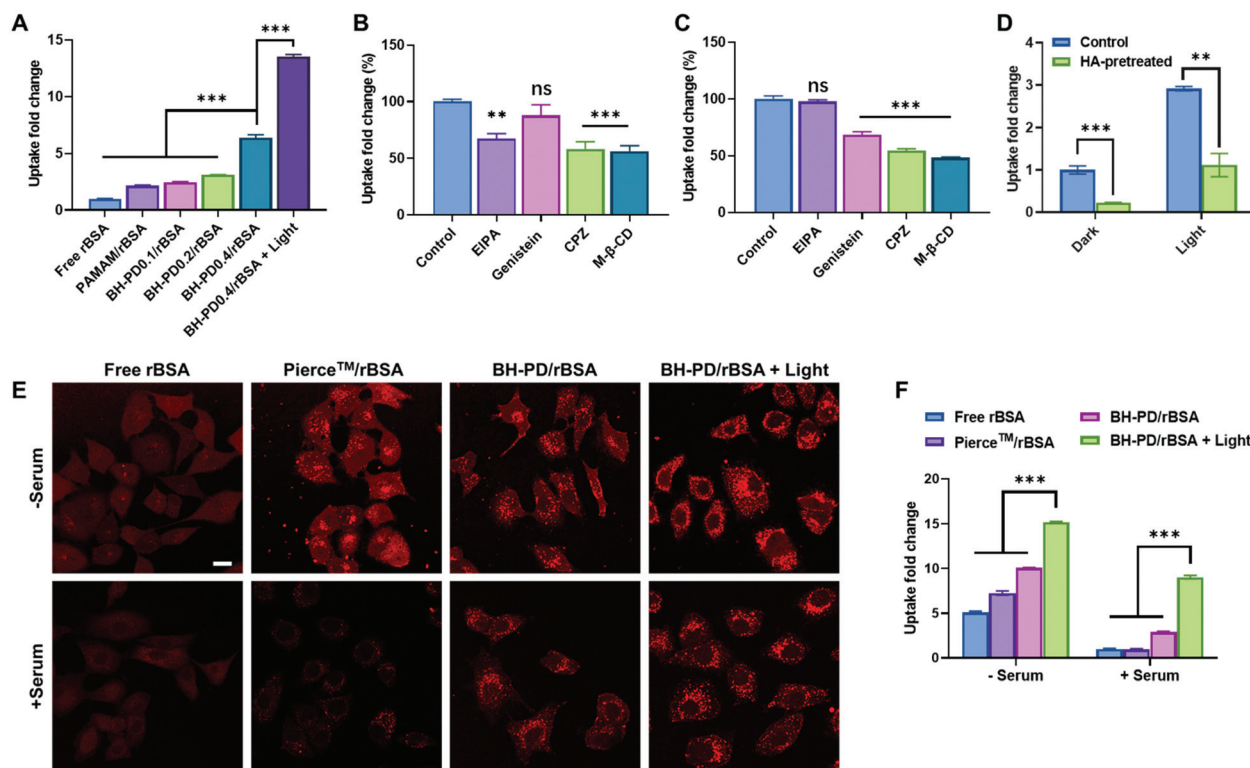 A
Uptake fold change
15
10
5
0
***
***
Free rBSA
PAMAM/rBSA
BH-PD0.1/rBSA
BH-PD0.2/rBSA
BH-PD0.4/rBSA
BH-PD0.4/rBSA + Light
B
Uptake fold change (%)
150
100
50
0
**
ns
***
Control
EIPA
Genistein
CPZ
M-β-CD
C
Uptake fold change (%)
150
100
50
0
ns
***
Control
EIPA
Genistein
CPZ
M-β-CD
D
Control
HA-pretreated
Uptake fold change
4
3
2
1
0
***
**
Dark
Light
E
Free rBSA
Pierce™/rBSA
BH-PD/rBSA
BH-PD/rBSA + Light
-Serum
+Serum
F
Free rBSA
BH-PD/rBSA
Pierce™/rBSA
BH-PD/rBSA + Light
Uptake fold change
20
15
10
5
0
***
***
- Serum
+ Serum